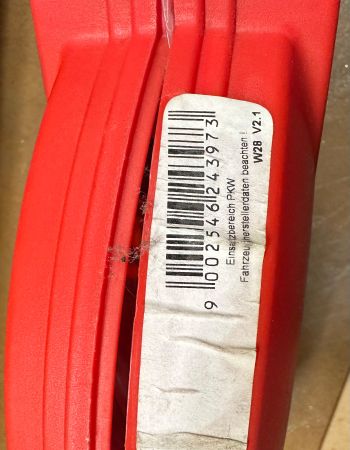 9 002546 243973
Einsatzbereich PKW
Fahrzeugherstellerdaten beachten !
W28 V2.1